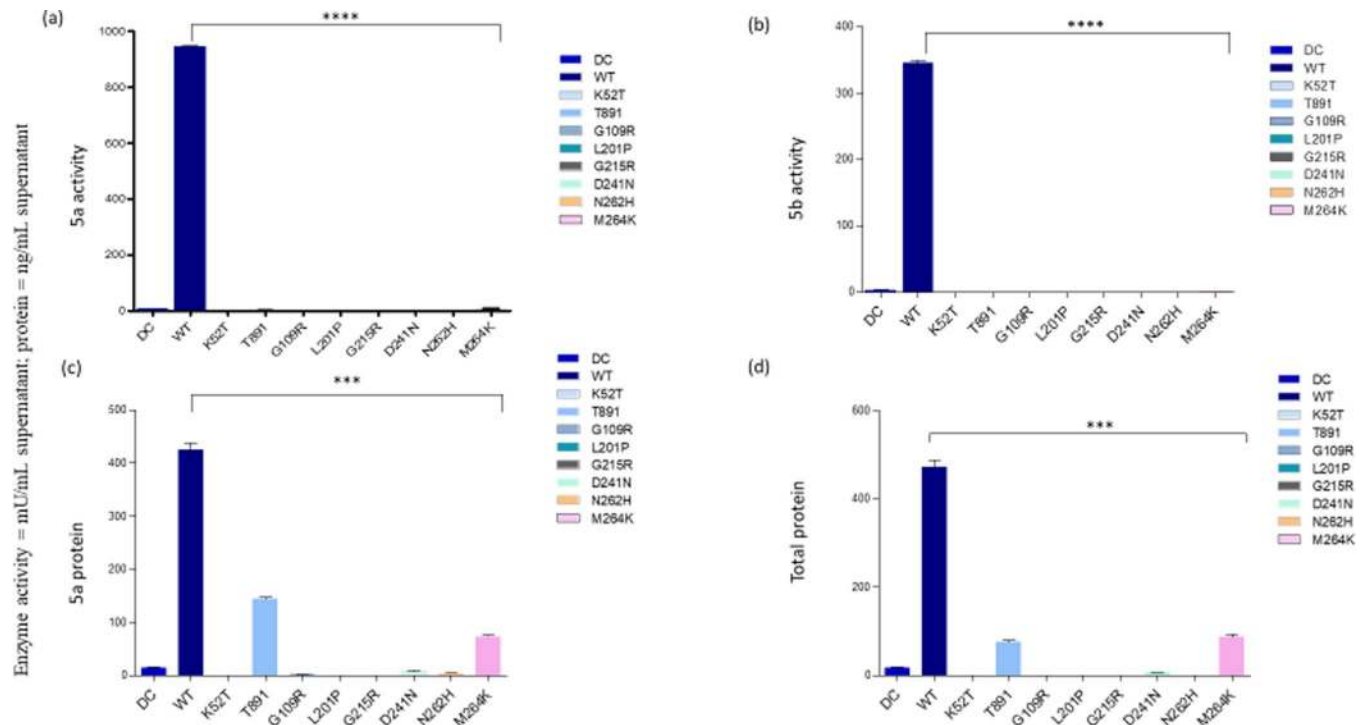 Enzyme activity = mU/mL supernatant; protein = ng/mL supernatant
(a)
****
5a activity
1000
800
600
400
200
0
DC
WT
K52T
T891
G109R
L201P
G215R
D241N
N262H
M264K
DC
WT
K52T
T891
G109R
L201P
G215R
D241N
N262H
M264K
(b)
****
5b activity
400
300
200
100
0
DC
WT
K52T
T891
G109R
L201P
G215R
D241N
N262H
M264K
DC
WT
K52T
T891
G109R
L201P
G215R
D241N
N262H
M264K
(c)
***
5a protein
500
400
300
200
100
0
DC
WT
K52T
T891
G109R
L201P
G215R
D241N
N262H
M264K
DC
WT
K52T
T891
G109R
L201P
G215R
D241N
N262H
M264K
(d)
***
Total protein
600
400
200
0
DC
WT
K52T
T891
G109R
L201P
G215R
D241N
N262H
M264K
DC
WT
K52T
T891
G109R
L201P
G215R
D241N
N262H
M264K